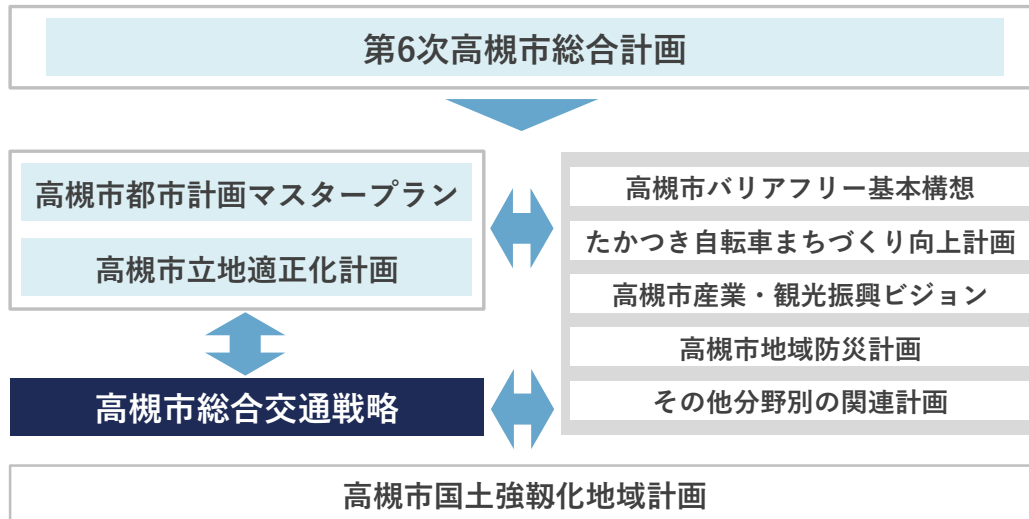 第6次高槻市総合計画
高槻市都市計画マスタープラン
高槻市立地適正化計画
高槻市総合交通戦略
高槻市バリアフリー基本構想
たかつき自転車まちづくり向上計画
高槻市産業・観光振興ビジョン
高槻市地域防災計画
その他分野別の関連計画
高槻市国土強靱化地域計画